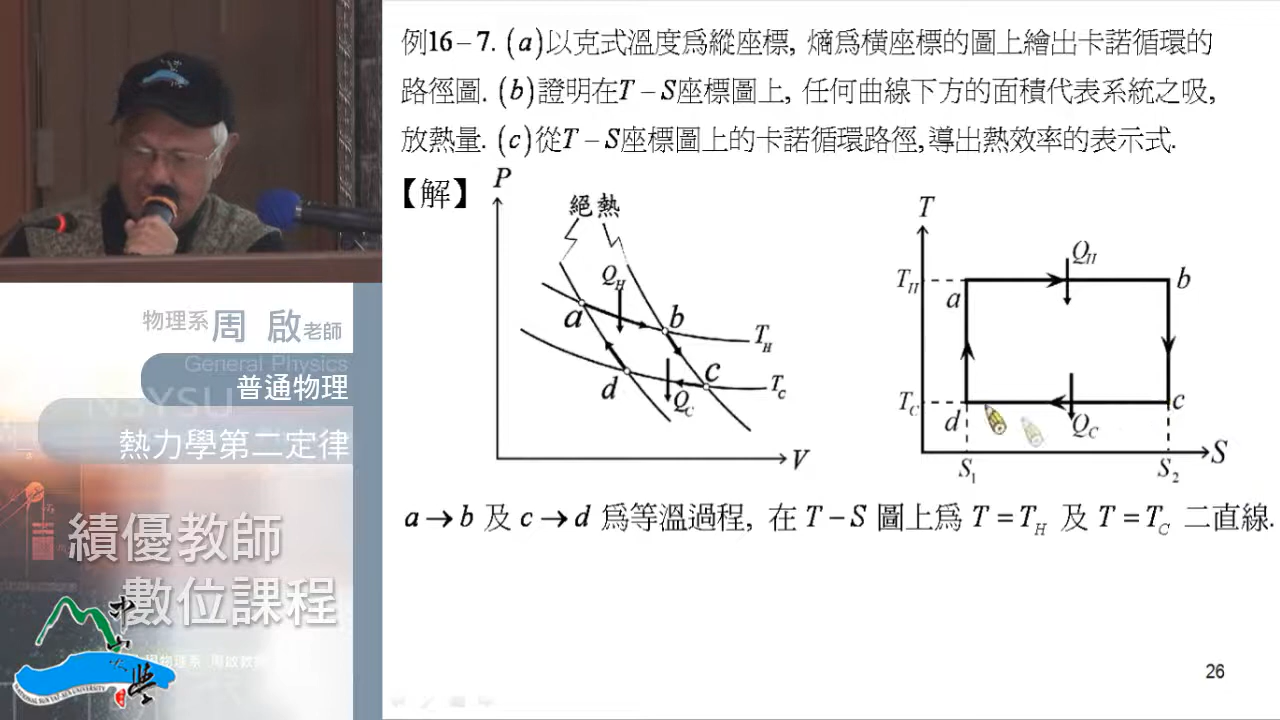 例16－7. (a)以克式溫度爲縱座標, 熵爲橫座標的圖上繪出卡諾循環的
路徑圖. (b)證明在T－S座標圖上, 任何曲線下方的面積代表系統之吸,
放熱量. (c)從T－S座標圖上的卡諾循環路徑,導出熱效率的表示式.
【解】
P
絕熱
Q_H
a
b
T_H
d
c
T_C
Q_C
V
T
T_H
a
Q_H
b
T_C
d
Q_C
c
S_1
S_2
S
a→b 及 c→d 爲等溫過程, 在 T－S 圖上爲 T＝T_H 及 T＝T_C 二直線.
26
物理系 周 啟 老師
General Physics
普通物理
NSYSU
熱力學第二定律
績優教師
數位課程